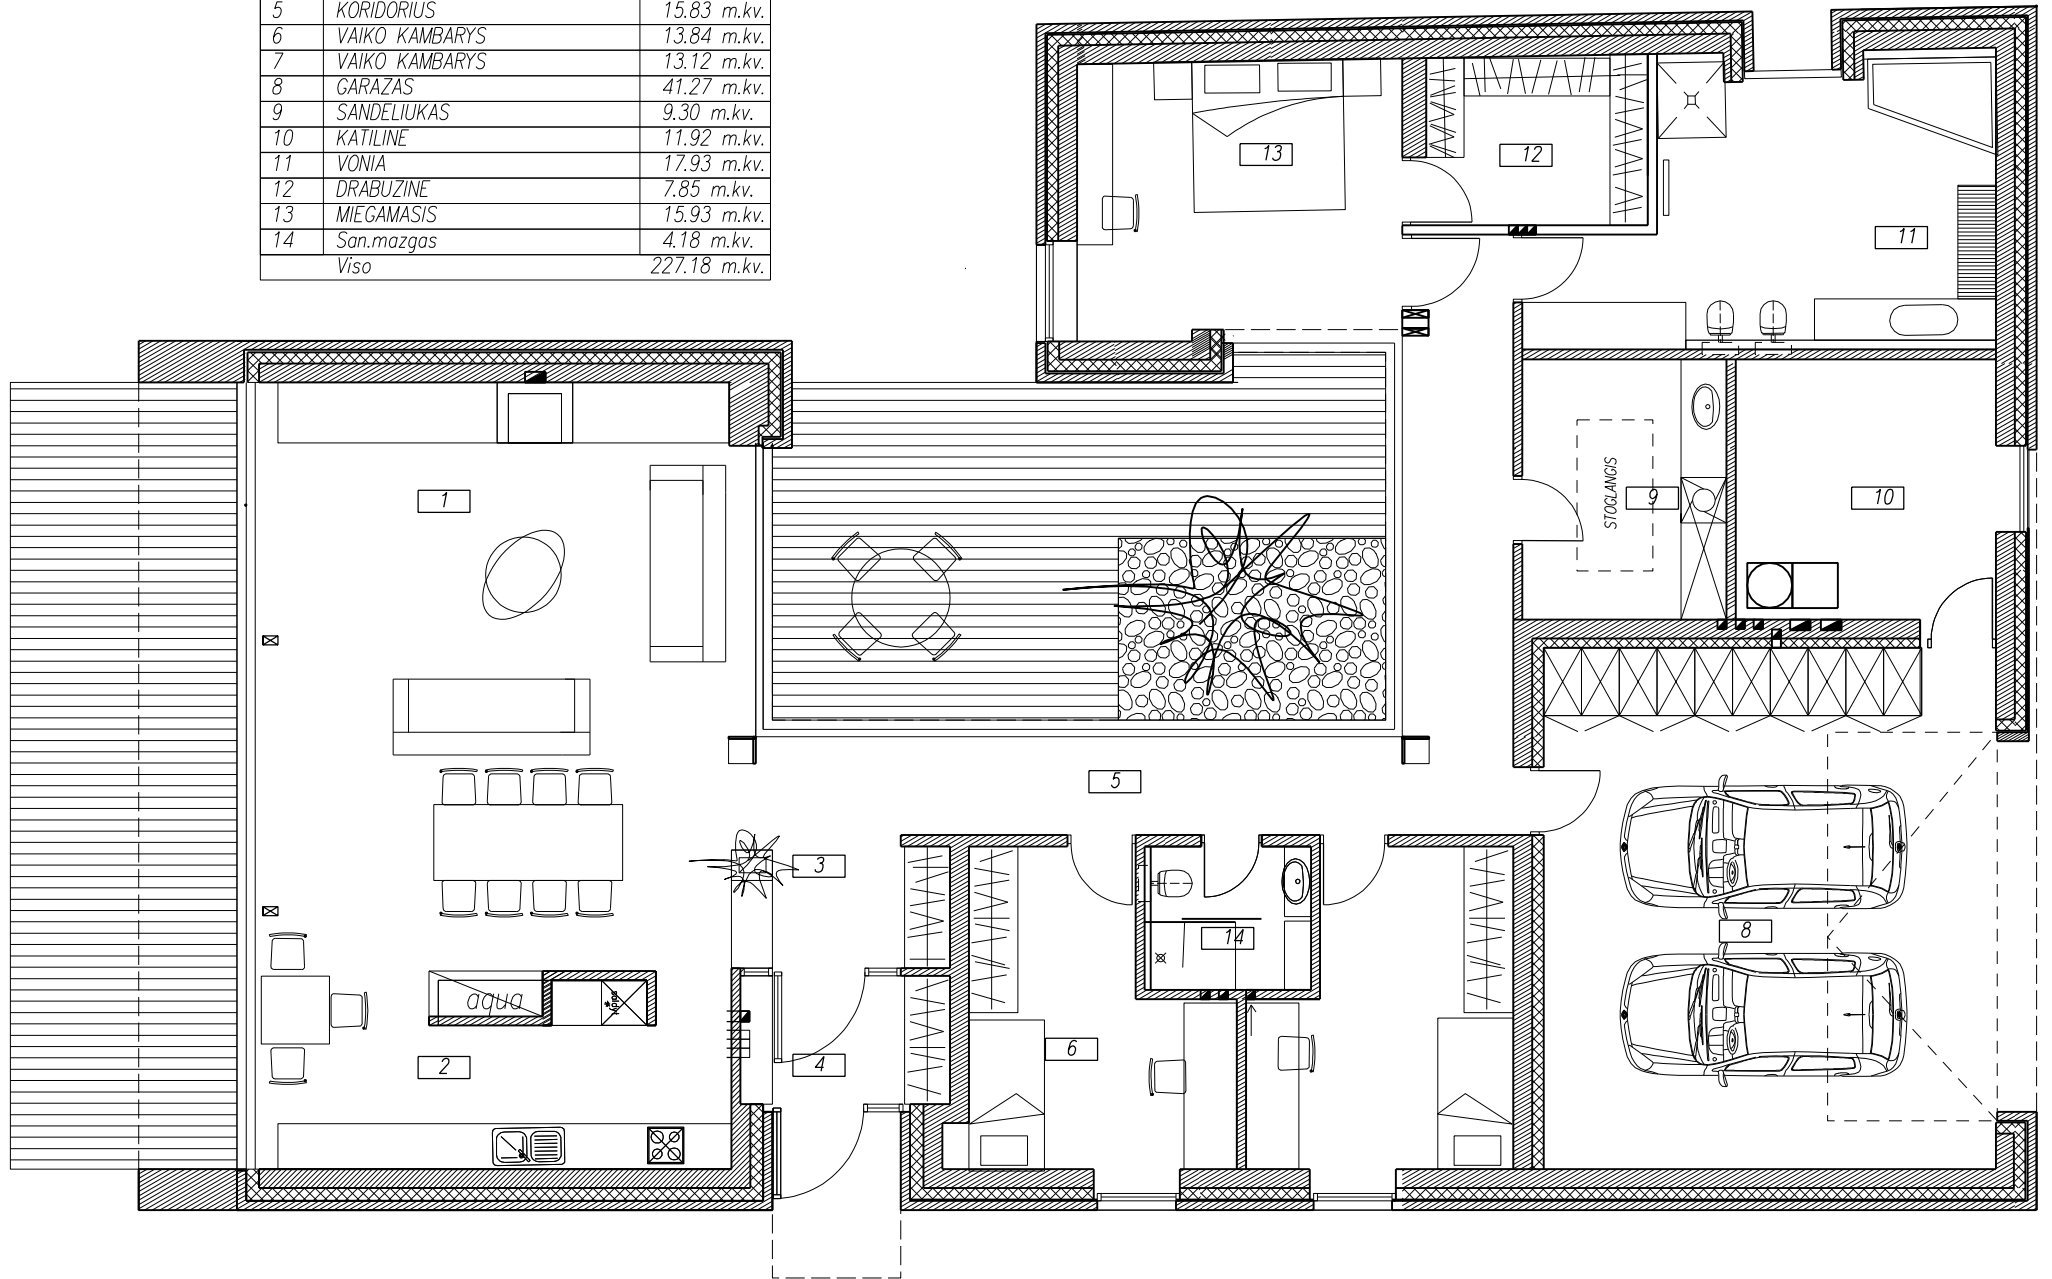 5 KORIDORIUS 15.83 m.kv.
6 VAIKO KAMBARYS 13.84 m.kv.
7 VAIKO KAMBARYS 13.12 m.kv.
8 GARAZAS 41.27 m.kv.
9 SANDELIUKAS 9.30 m.kv.
10 KATILINE 11.92 m.kv.
11 VONIA 17.93 m.kv.
12 DRABUZINE 7.85 m.kv.
13 MIEGAMASIS 15.93 m.kv.
14 San.mazgas 4.18 m.kv.
Viso 227.18 m.kv.
13
12
11
1
STOGLANGIS
9
10
5
3
8
14
aqua
6
2
4